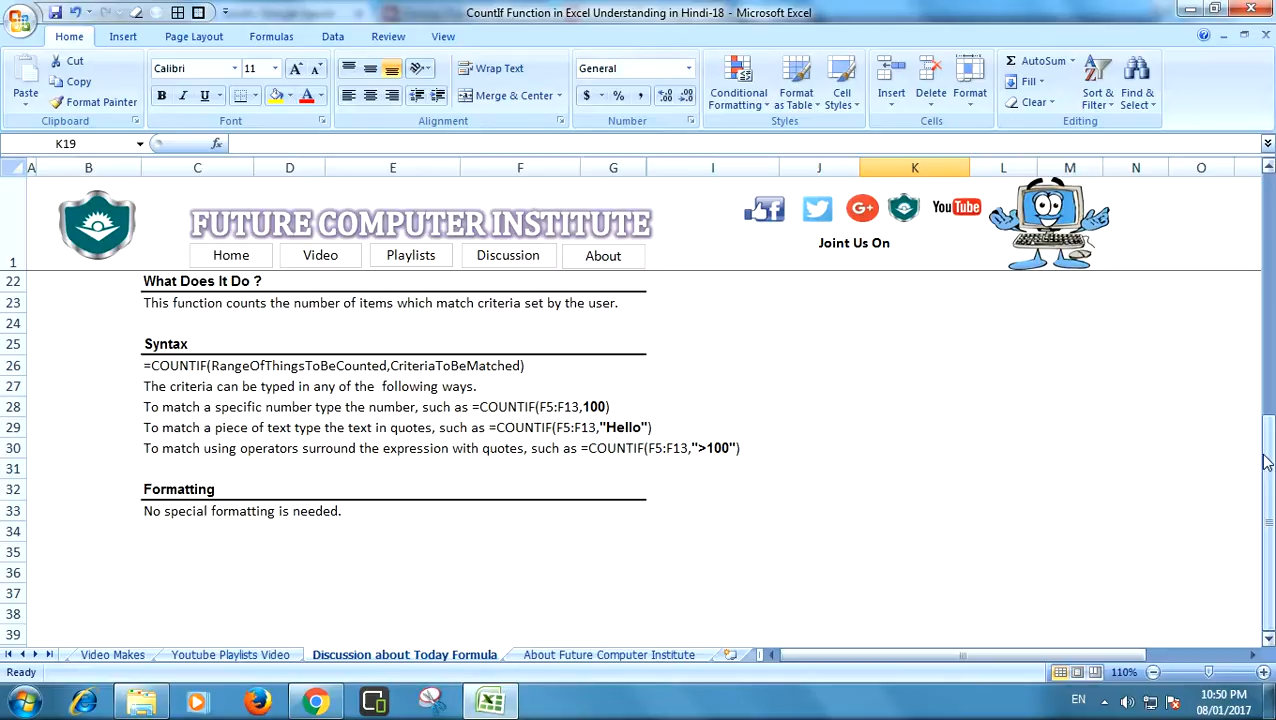 CountIf Function in Excel Understanding in Hindi-18 - Microsoft Excel
Home Insert Page Layout Formulas Data Review View
Paste
Cut
Copy
Format Painter
Clipboard
Calibri 11
B I U
Font
Wrap Text
Merge & Center
Alignment
General
$ % ,
Number
Conditional Formatting
Format as Table
Cell Styles
Styles
Insert Delete Format
Cells
AutoSum
Fill
Clear
Sort & Filter
Find & Select
Editing
K19 fx
A B C D E F G I J K L M N O
FUTURE COMPUTER INSTITUTE
Home Video Playlists Discussion About
YouTube
Joint Us On
1
22 What Does It Do ?
23 This function counts the number of items which match criteria set by the user.
24
25 Syntax
26 =COUNTIF(RangeOfThingsToBeCounted,CriteriaToBeMatched)
27 The criteria can be typed in any of the following ways.
28 To match a specific number type the number, such as =COUNTIF(F5:F13,100)
29 To match a piece of text type the text in quotes, such as =COUNTIF(F5:F13,"Hello")
30 To match using operators surround the expression with quotes, such as =COUNTIF(F5:F13,">100")
31
32 Formatting
33 No special formatting is needed.
34
35
36
37
38
39
Video Makes Youtube Playlists Video Discussion about Today Formula About Future Computer Institute
Ready 110%
EN 10:50 PM
08/01/2017